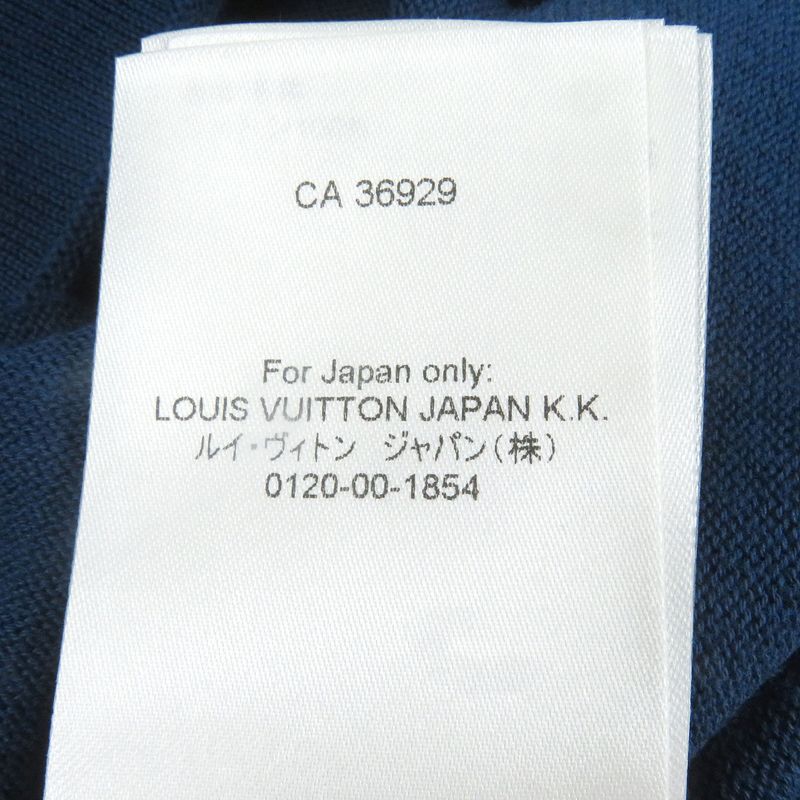 CA 36929
For Japan only:
LOUIS VUITTON JAPAN K.K.
ルイ・ヴィトン ジャパン(株)
0120-00-1854